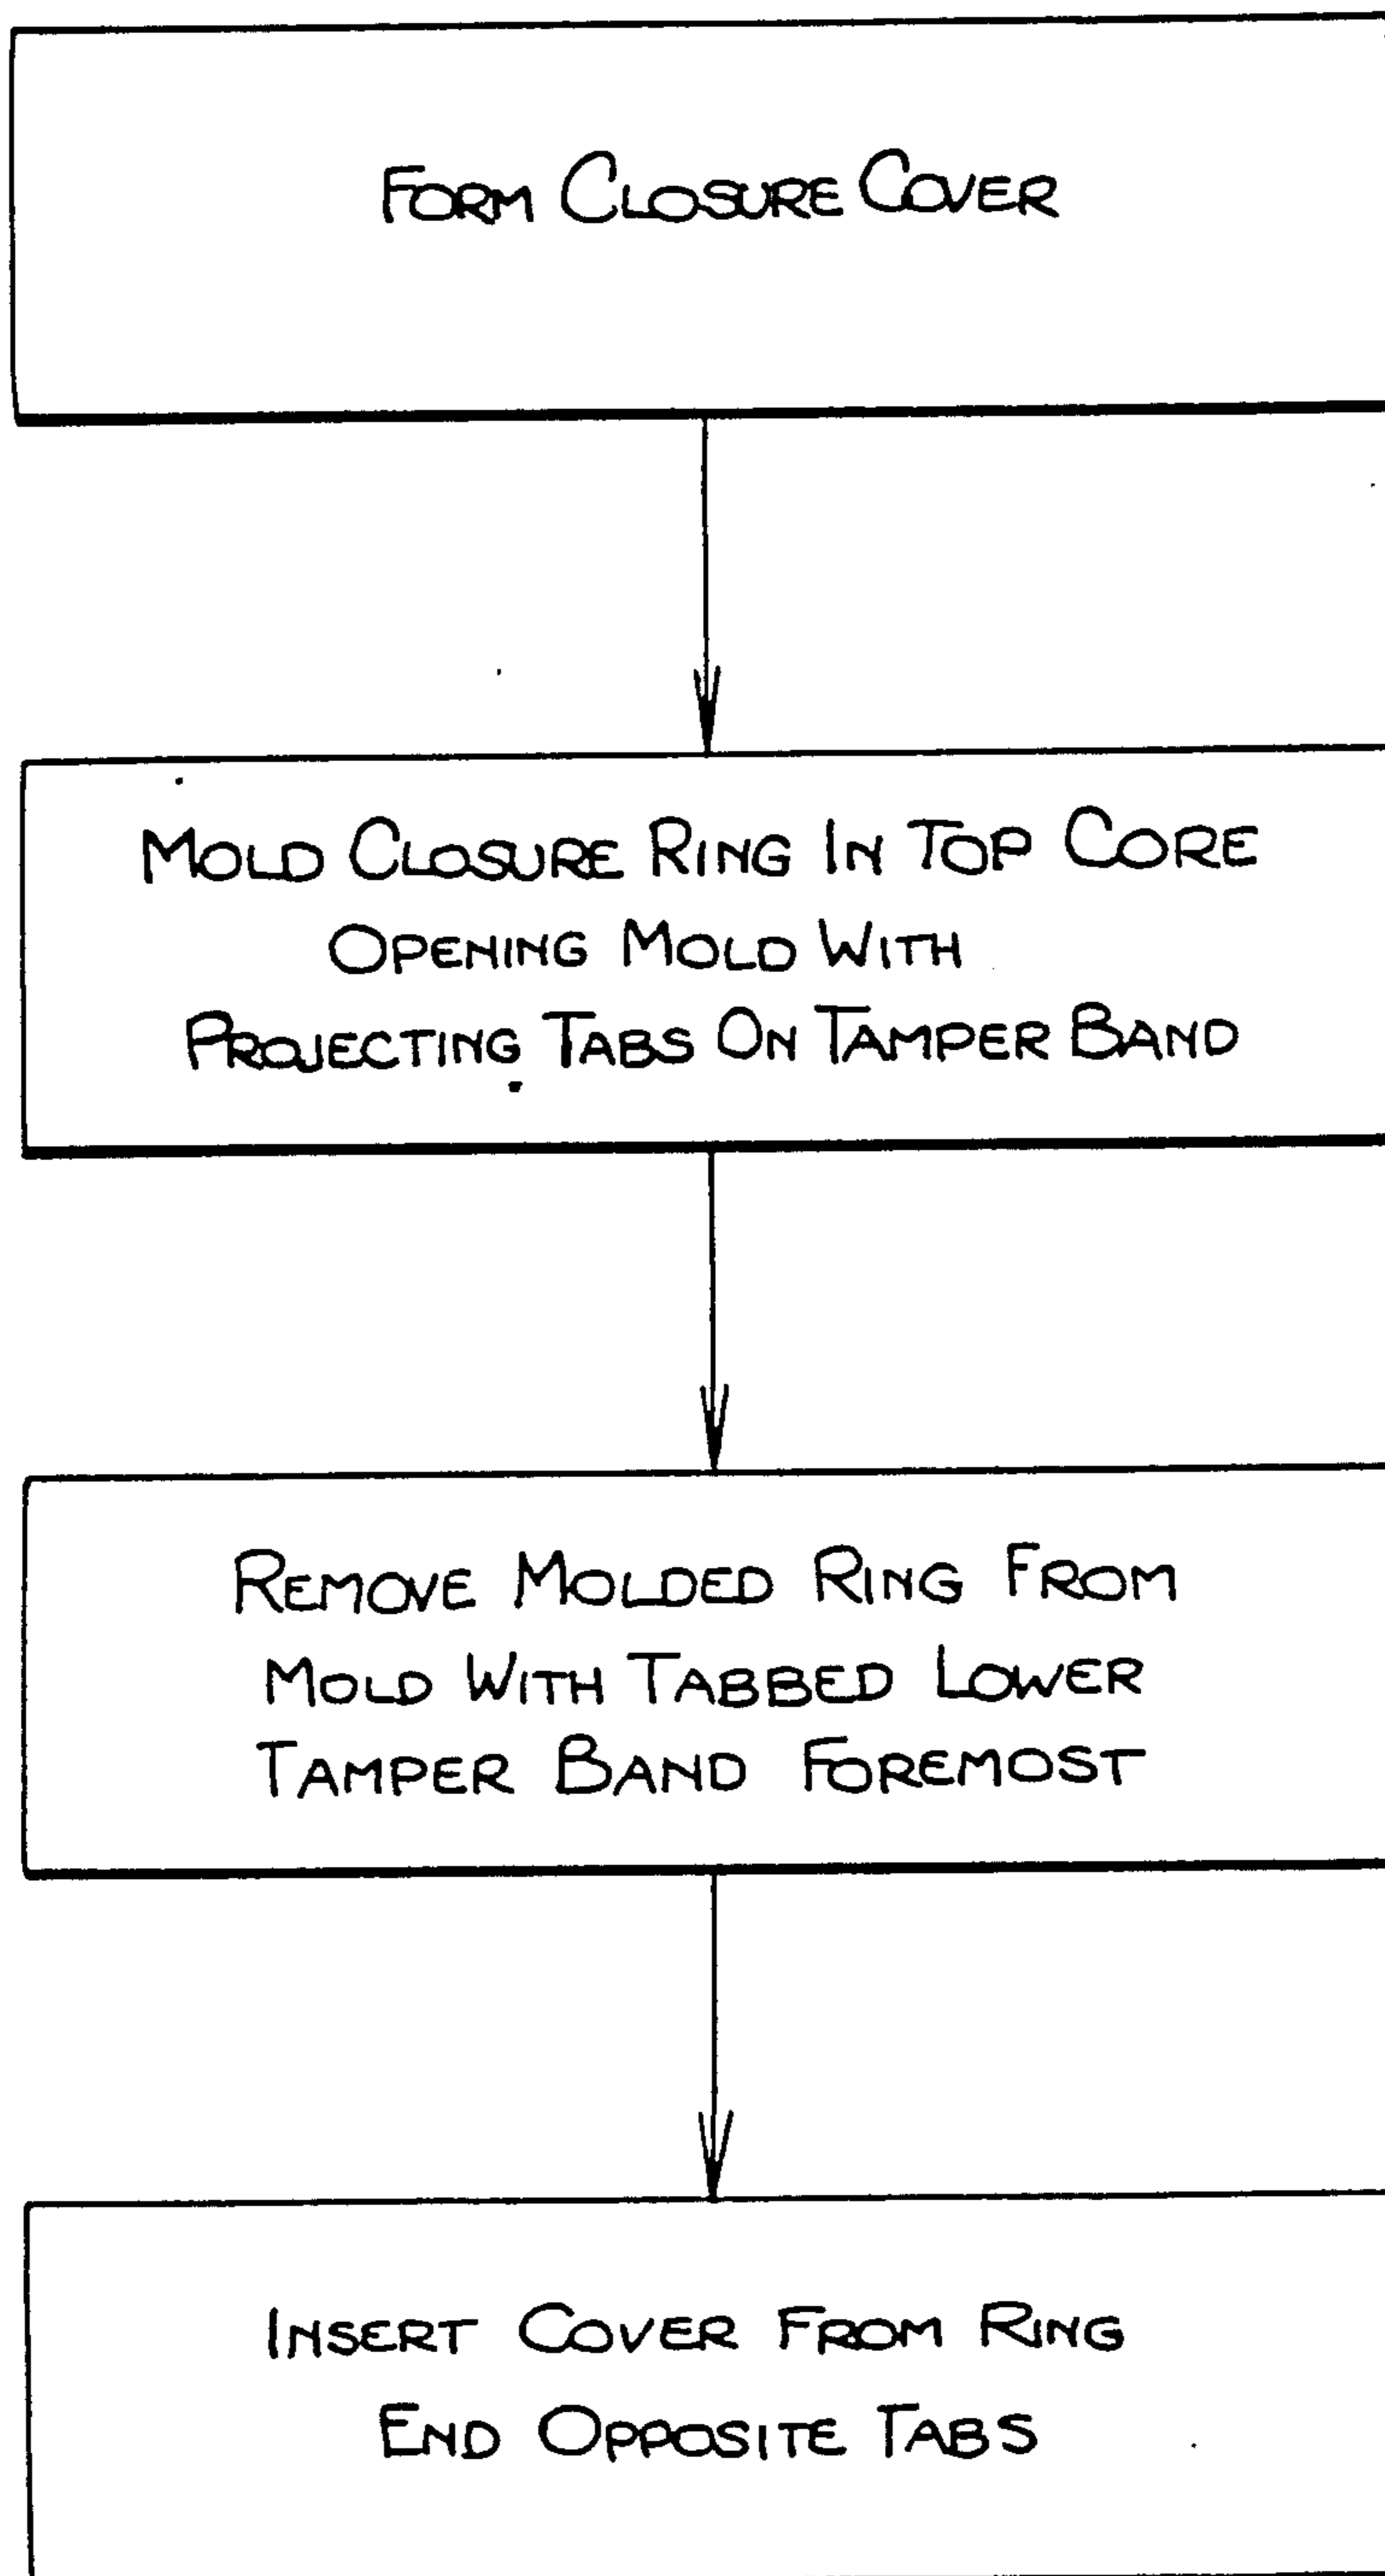 FORM CLOSURE COVER
MOLD CLOSURE RING IN TOP CORE
OPENING MOLD WITH
PROJECTING TABS ON TAMPER BAND
REMOVE MOLDED RING FROM
MOLD WITH TABBED LOWER
TAMPER BAND FOREMOST
INSERT COVER FROM RING
END OPPOSITE TABS